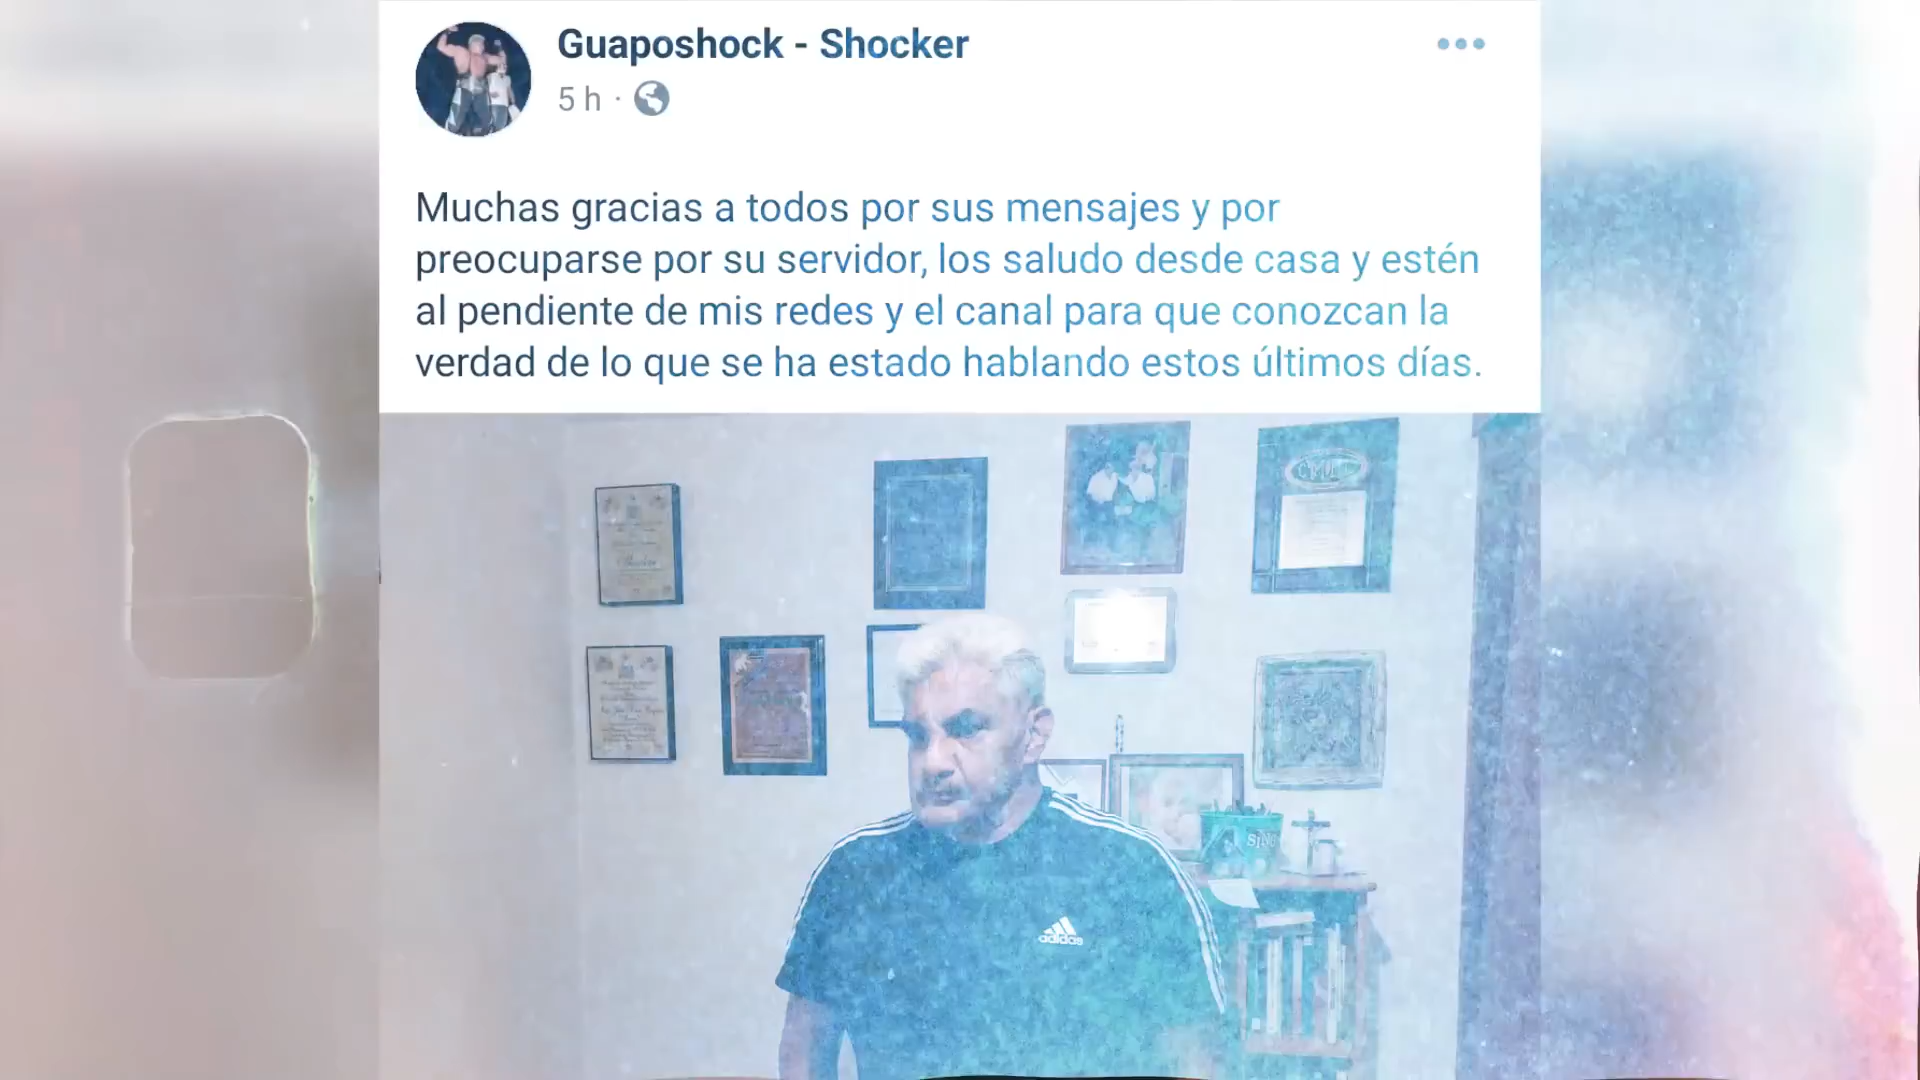 Guaposhock - Shocker
5 h ·
Muchas gracias a todos por sus mensajes y por
preocuparse por su servidor, los saludo desde casa y estén
al pendiente de mis redes y el canal para que conozcan la
verdad de lo que se ha estado hablando estos últimos días.
CMLL
adidas